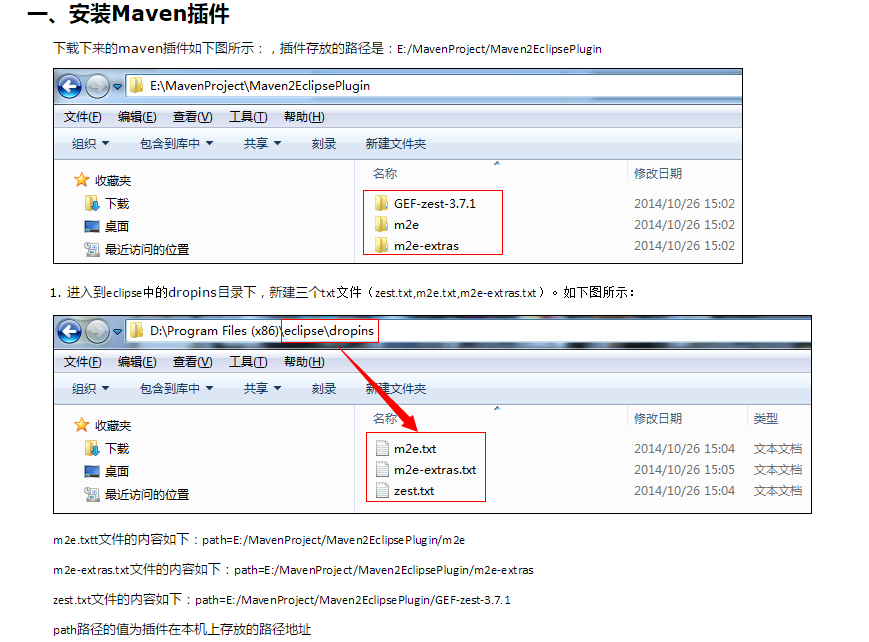 一、安装Maven插件
下载下来的maven插件如下图所示：，插件存放的路径是：E:/MavenProject/Maven2EclipsePlugin
E:\MavenProject\Maven2EclipsePlugin
文件(F) 编辑(E) 查看(V) 工具(T) 帮助(H)
组织 包含到库中 共享 刻录 新建文件夹
名称 修改日期
收藏夹
下载
桌面
最近访问的位置
GEF-zest-3.7.1 2014/10/26 15:02
m2e 2014/10/26 15:02
m2e-extras 2014/10/26 15:02
1. 进入到eclipse中的dropins目录下，新建三个txt文件（zest.txt,m2e.txt,m2e-extras.txt）。如下图所示：
D:\Program Files (x86)\eclipse\dropins
文件(F) 编辑(E) 查看(V) 工具(T) 帮助(H)
组织 包含到库中 共享 刻录 新建文件夹
名称 修改日期 类型
收藏夹
下载
桌面
最近访问的位置
m2e.txt 2014/10/26 15:04 文本文档
m2e-extras.txt 2014/10/26 15:05 文本文档
zest.txt 2014/10/26 15:04 文本文档
m2e.txtt文件的内容如下：path=E:/MavenProject/Maven2EclipsePlugin/m2e
m2e-extras.txt文件的内容如下：path=E:/MavenProject/Maven2EclipsePlugin/m2e-extras
zest.txt文件的内容如下：path=E:/MavenProject/Maven2EclipsePlugin/GEF-zest-3.7.1
path路径的值为插件在本机上存放的路径地址